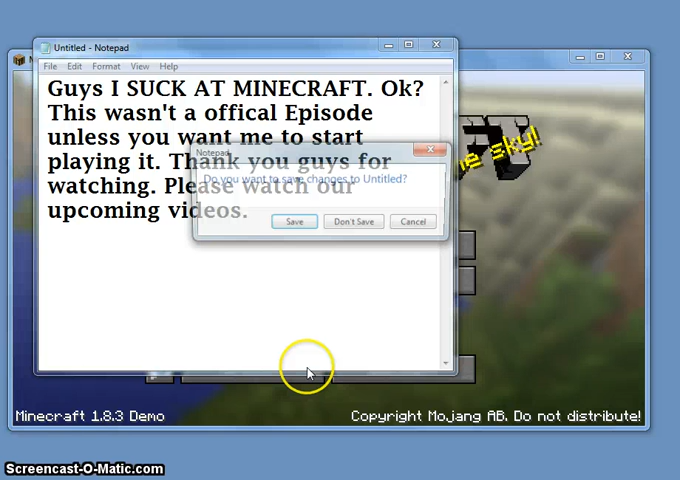 Untitled - Notepad
File Edit Format View Help
Guys I SUCK AT MINECRAFT. Ok?
This wasn't a offical Episode
unless you want me to start
playing it. Thank you guys for
watching. Please watch our
upcoming videos.
Notepad
Do you want to save changes to Untitled?
Save Don't Save Cancel
sky!
Minecraft 1.8.3 Demo
Copyright Mojang AB. Do not distribute!
Screencast-O-Matic.com